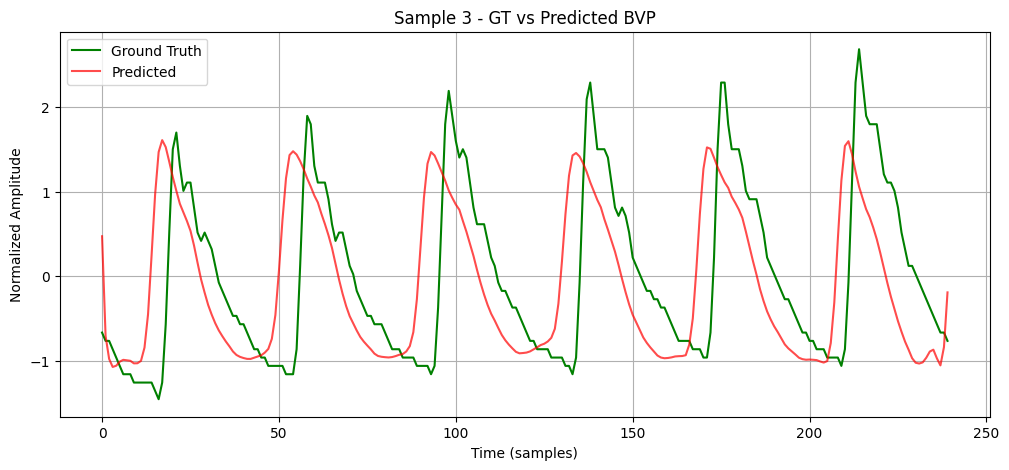 Sample 3 - GT vs Predicted BVP
Ground Truth
Predicted
Normalized Amplitude
2
1
0
−1
0
50
100
150
200
250
Time (samples)